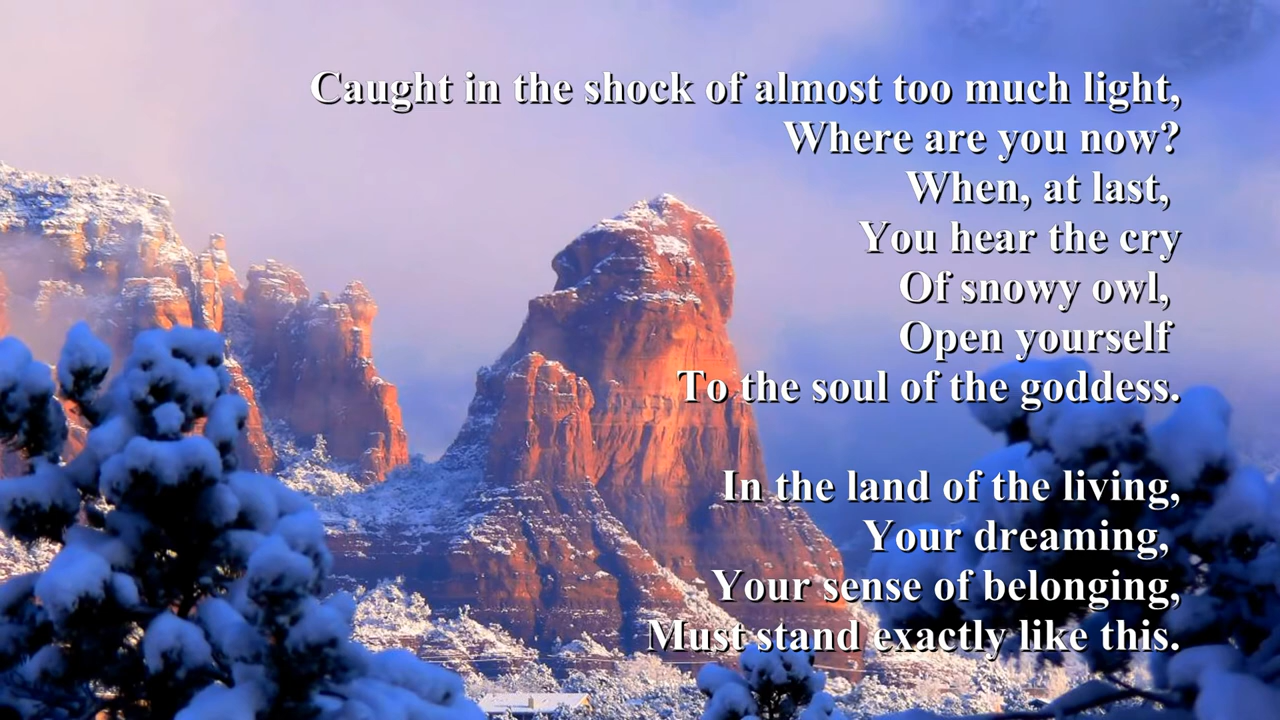 Caught in the shock of almost too much light,
Where are you now?
When, at last,
You hear the cry
Of snowy owl,
Open yourself
To the soul of the goddess.
In the land of the living,
Your dreaming,
Your sense of belonging,
Must stand exactly like this.